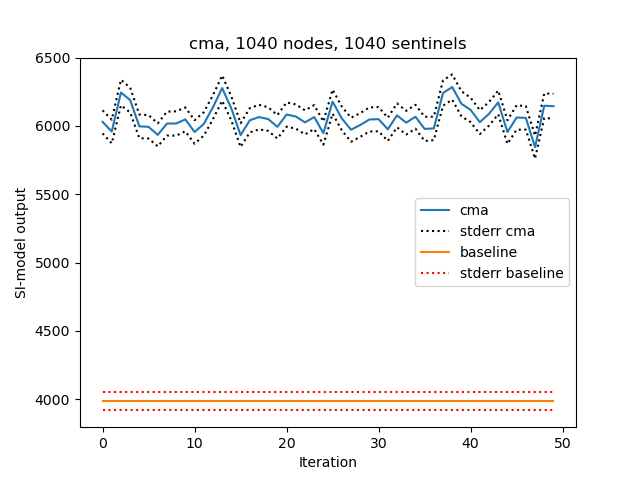 cma, 1040 nodes, 1040 sentinels
6500
6000
5500
5000
4500
4000
SI-model output
cma
stderr cma
baseline
stderr baseline
0
10
20
30
40
50
Iteration